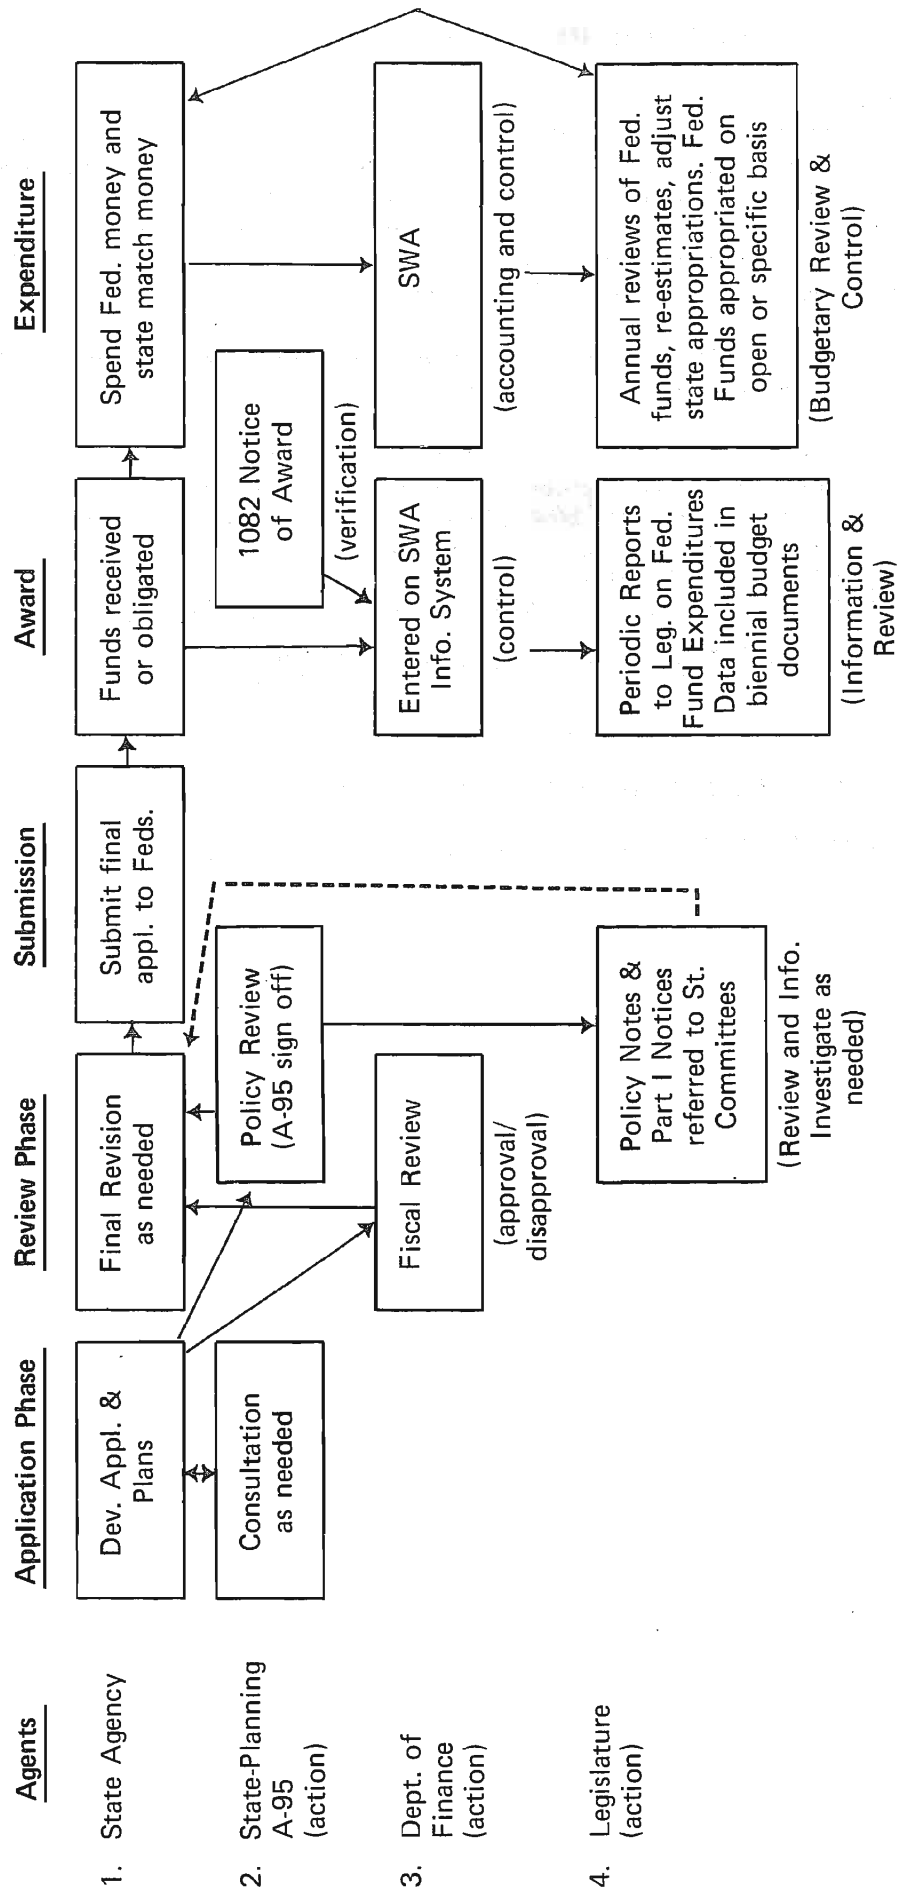 Agents
Application Phase
Review Phase
Submission
Award
Expenditure
1. State Agency
Dev. Appl. &
Plans
Final Revision
as needed
Submit final
appl. to Feds.
Funds received
or obligated
Spend Fed. money and
state match money
2. State-Planning
A-95
(action)
Consultation
as needed
Policy Review
(A-95 sign off)
1082 Notice
of Award
(verification)
3. Dept. of
Finance
(action)
Fiscal Review
(approval/
disapproval)
Entered on SWA
Info. System
(control)
SWA
(accounting and control)
4. Legislature
(action)
Policy Notes &
Part I Notices
referred to St.
Committees
(Review and Info.
Investigate as
needed)
Periodic Reports
to Leg. on Fed.
Fund Expenditures
Data included in
biennial budget
documents
(Information &
Review)
Annual reviews of Fed.
funds, re-estimates, adjust
state appropriations. Fed.
Funds appropriated on
open or specific basis
(Budgetary Review &
Control)